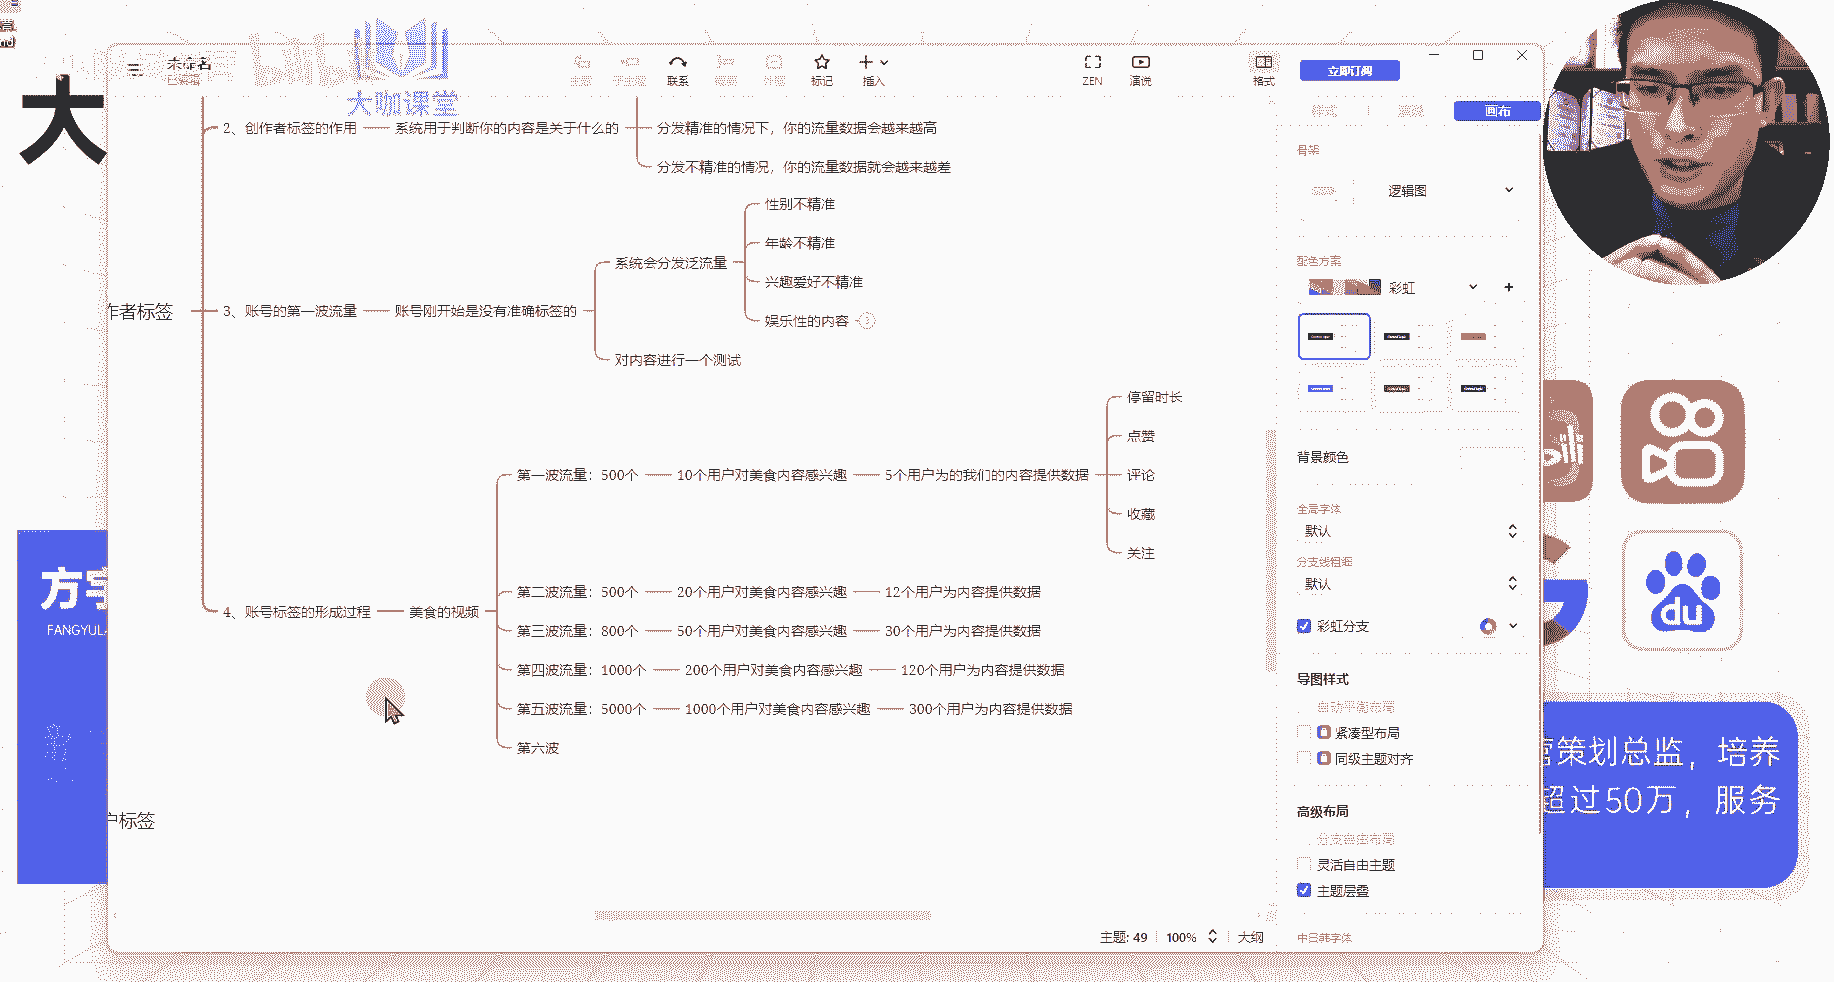 未命名
已编辑
主题
子主题
联系
概要
外框
标记
插入
ZEN
演说
格式
立即订阅
大咖课堂
大
画布
2、创作者标签的作用
系统用于判断你的内容是关于什么的
分发精准的情况下，你的流量数据会越来越高
分发不精准的情况，你的流量数据就会越来越差
作者标签
3、账号的第一波流量
账号刚开始是没有准确标签的
系统会分发泛流量
性别不精准
年龄不精准
兴趣爱好不精准
娱乐性的内容
对内容进行一个测试
4、账号标签的形成过程
美食的视频
第一波流量：500个
10个用户对美食内容感兴趣
5个用户为的我们的内容提供数据
停留时长
点赞
评论
收藏
关注
第二波流量：500个
20个用户对美食内容感兴趣
12个用户为内容提供数据
第三波流量：800个
50个用户对美食内容感兴趣
30个用户为内容提供数据
第四波流量：1000个
200个用户对美食内容感兴趣
120个用户为内容提供数据
第五波流量：5000个
1000个用户对美食内容感兴趣
300个用户为内容提供数据
第六波
户标签
骨架
逻辑图
配色方案
彩虹
背景颜色
全局字体
默认
分支线粗细
默认
彩虹分支
导图样式
自动平衡布局
紧凑型布局
同级主题对齐
高级布局
分支自由布局
灵活自由主题
主题层叠
中日韩字体
主题: 49
100%
大纲
方宇
FANGYULA
bili
du
营策划总监，培养
超过50万，服务